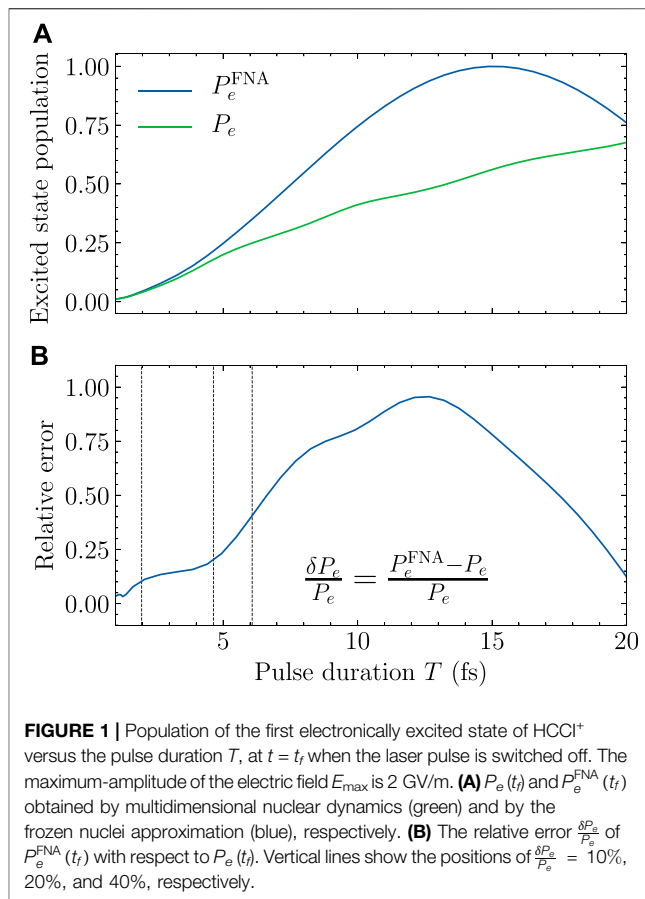 A
Excited state population
1.00
0.75
0.50
0.25
0.00
P_e^FNA
P_e
B
Relative error
1.00
0.75
0.50
0.25
0.00
δP_e/P_e = (P_e^FNA − P_e)/P_e
5 10 15 20
Pulse duration T (fs)
FIGURE 1 | Population of the first electronically excited state of HCCI⁺
versus the pulse duration T, at t = t_f when the laser pulse is switched off. The
maximum-amplitude of the electric field E_max is 2 GV/m. (A) P_e (t_f) and P_e^FNA (t_f)
obtained by multidimensional nuclear dynamics (green) and by the
frozen nuclei approximation (blue), respectively. (B) The relative error δP_e/P_e of
P_e^FNA (t_f) with respect to P_e (t_f). Vertical lines show the positions of δP_e/P_e = 10%,
20%, and 40%, respectively.